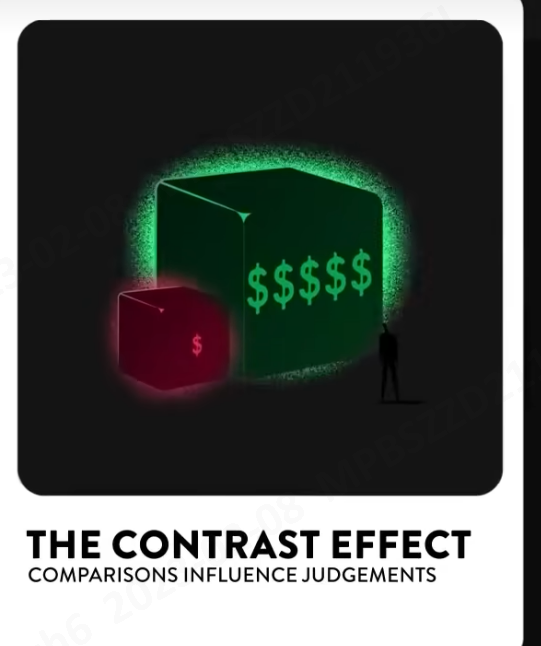 $$$$$
$
THE CONTRAST EFFECT
COMPARISONS INFLUENCE JUDGEMENTS